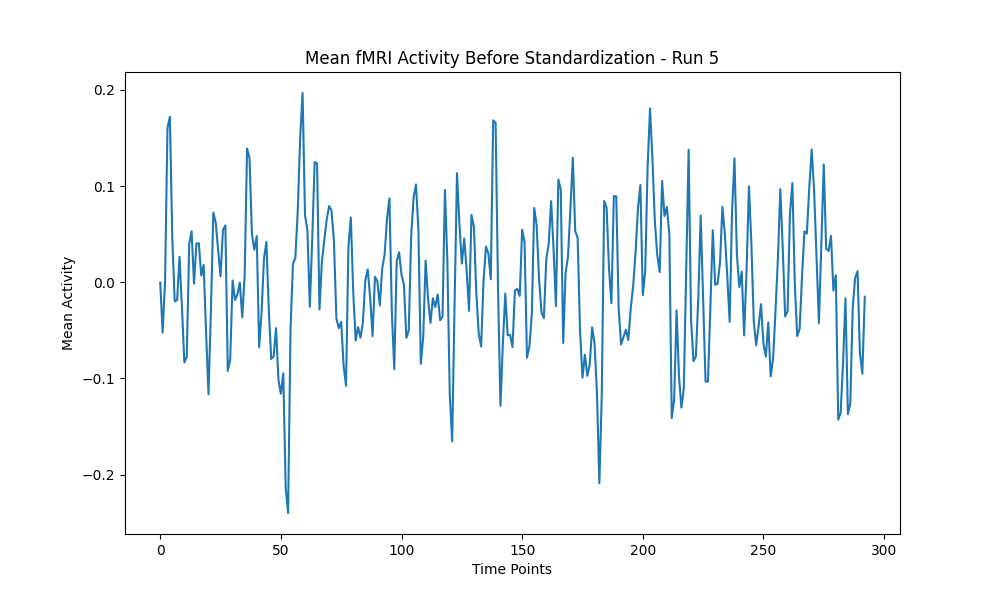 Mean fMRI Activity Before Standardization - Run 5
0.2
0.1
0.0
−0.1
−0.2
Mean Activity
0 50 100 150 200 250 300
Time Points